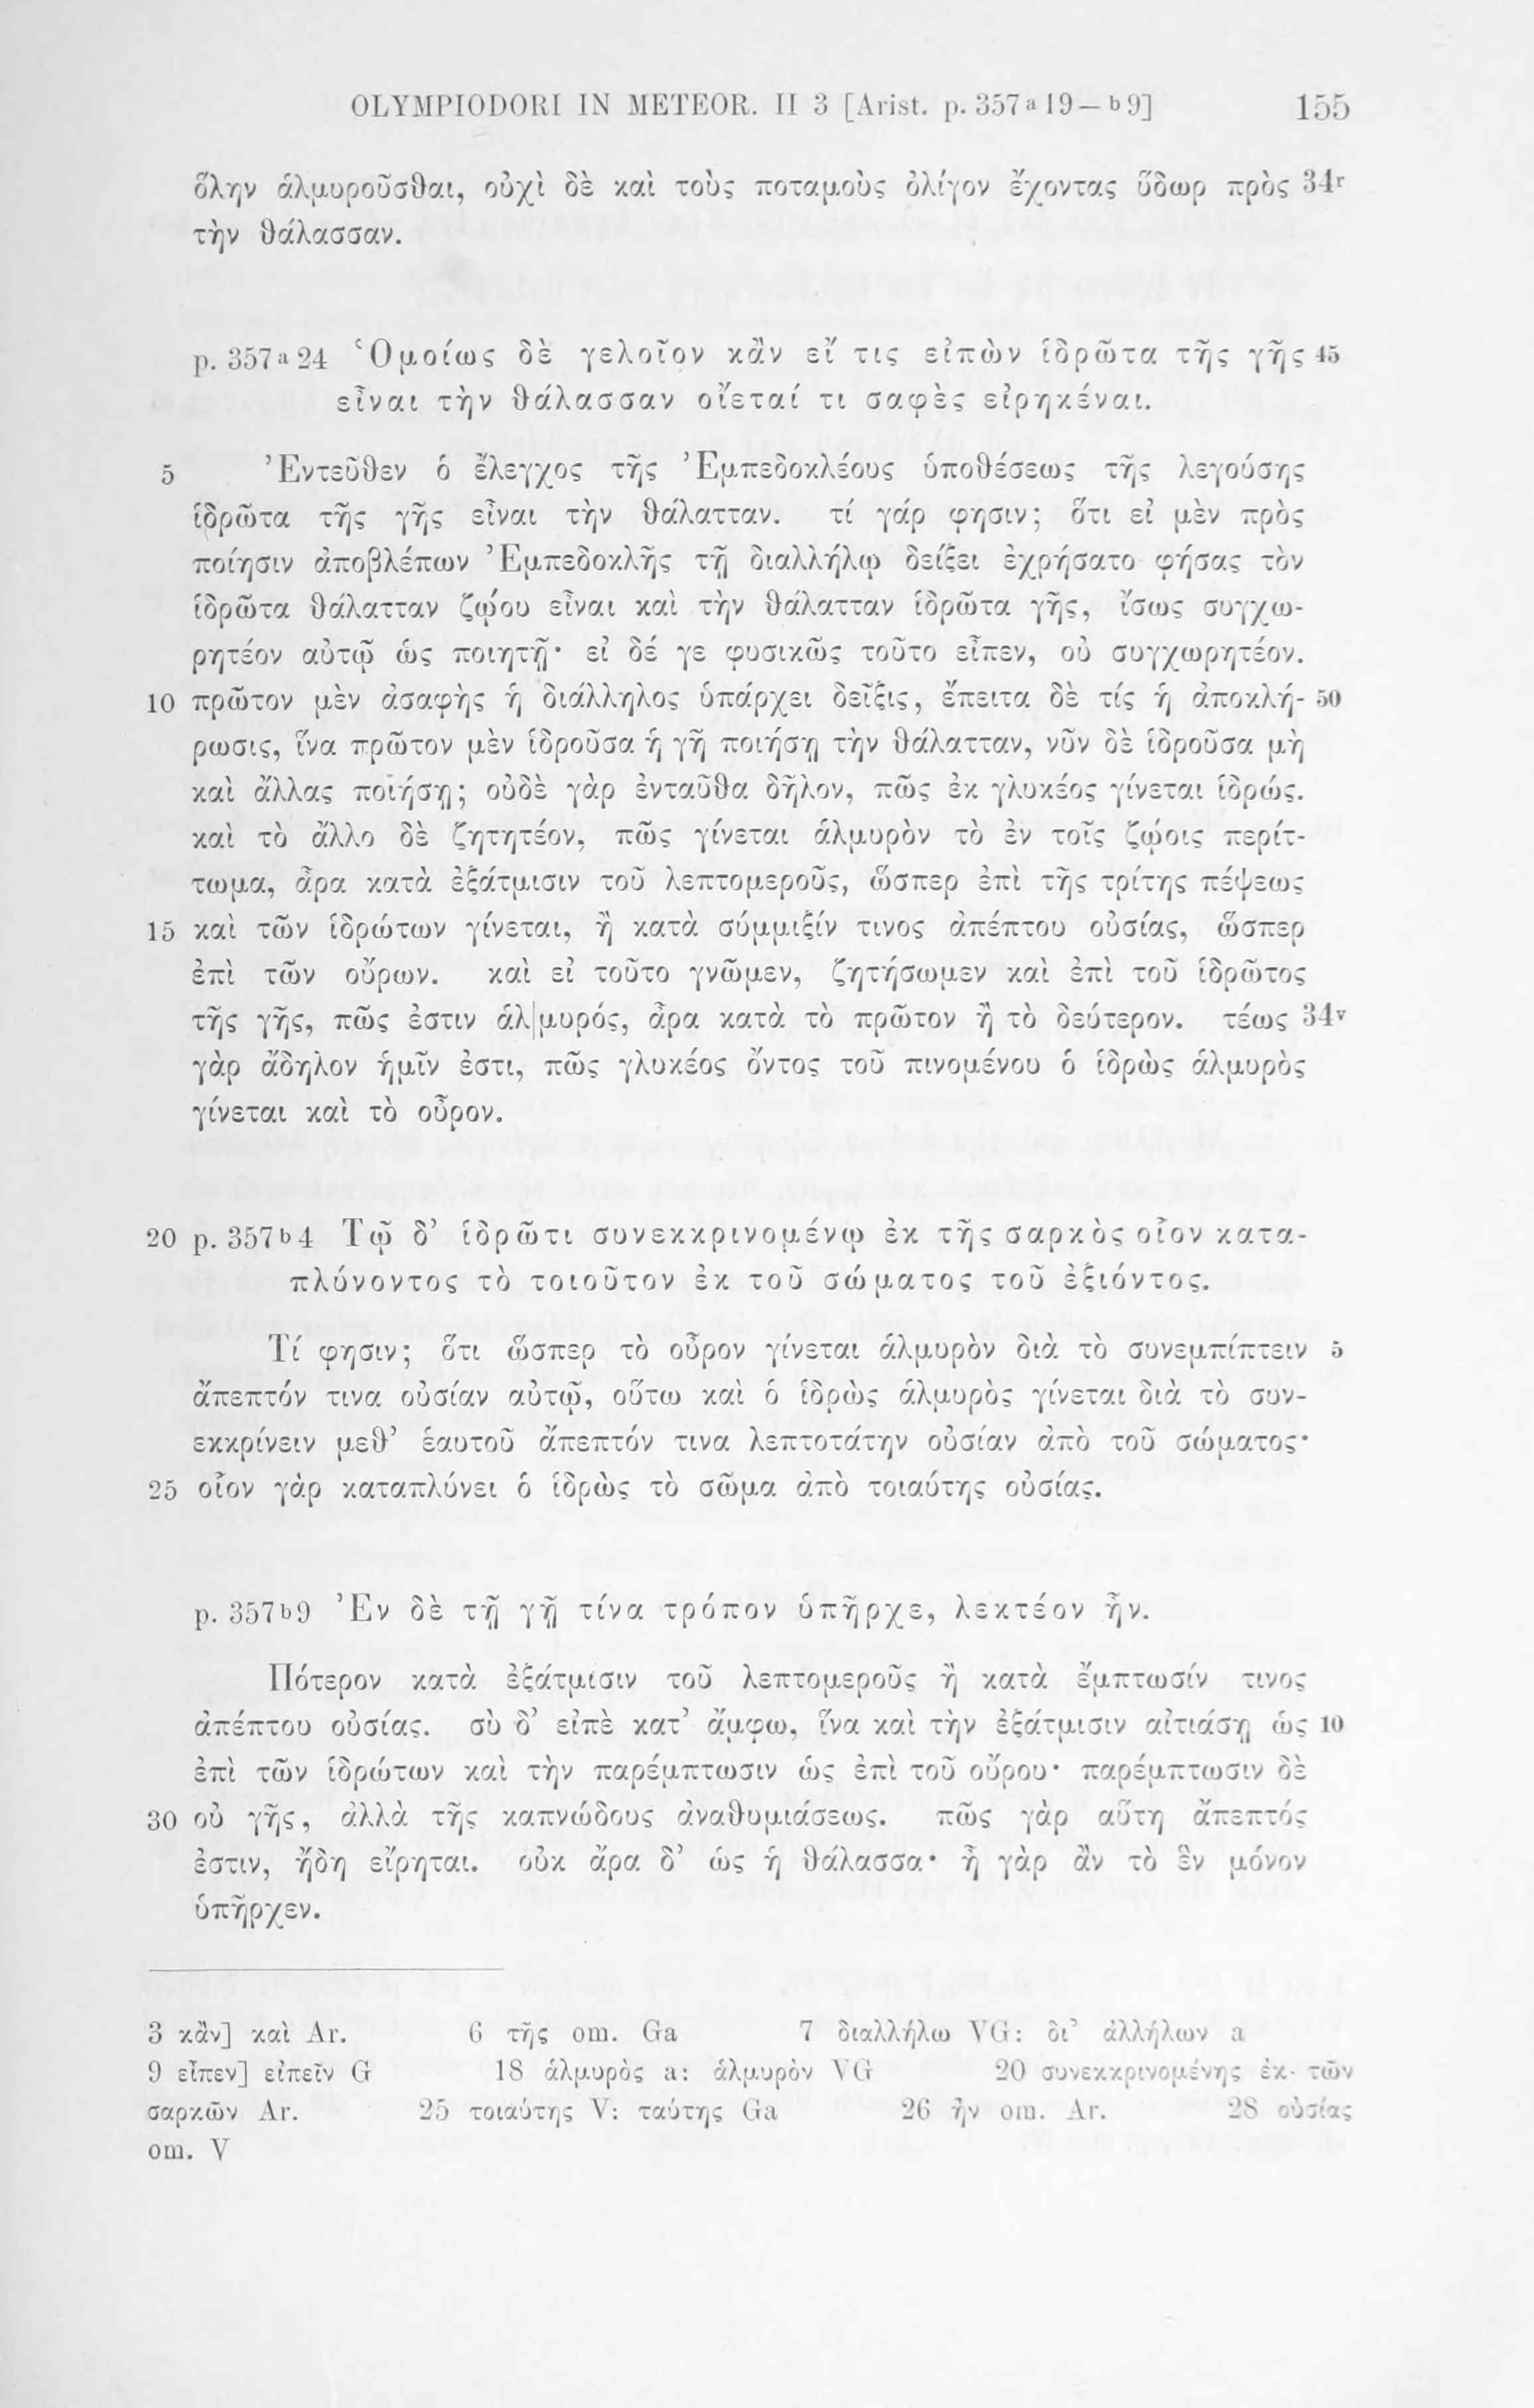 OLYMPIODORI IN METEOR. II 3 [Arist. p. 357ᵃ19—ᵇ9] 155
ὅλην ἁλμυροῦσθαι, οὐχὶ δὲ καὶ τοὺς ποταμοὺς ὀλίγον ἔχοντας ὕδωρ πρὸς 34ʳ
τὴν θάλασσαν.
p. 357ᵃ24 Ὁμοίως δὲ γελοῖον κἂν εἴ τις εἰπὼν ἱδρῶτα τῆς γῆς 45
εἶναι τὴν θάλασσαν οἴεταί τι σαφὲς εἰρηκέναι.
5 Ἐντεῦθεν ὁ ἔλεγχος τῆς Ἐμπεδοκλέους ὑποθέσεως τῆς λεγούσης
ἱδρῶτα τῆς γῆς εἶναι τὴν θάλατταν. τί γάρ φησιν; ὅτι εἰ μὲν πρὸς
ποίησιν ἀποβλέπων Ἐμπεδοκλῆς τῇ διαλλήλῳ δείξει ἐχρήσατο φήσας τὸν
ἱδρῶτα θάλατταν ζῴου εἶναι καὶ τὴν θάλατταν ἱδρῶτα γῆς, ἴσως συγχω-
ρητέον αὐτῷ ὡς ποιητῇ· εἰ δέ γε φυσικῶς τοῦτο εἶπεν, οὐ συγχωρητέον.
10 πρῶτον μὲν ἀσαφὴς ἡ διάλληλος ὑπάρχει δεῖξις, ἔπειτα δὲ τίς ἡ ἀποκλή- 50
ρωσις, ἵνα πρῶτον μὲν ἱδροῦσα ἡ γῆ ποιήσῃ τὴν θάλατταν, νῦν δὲ ἱδροῦσα μὴ
καὶ ἄλλας ποιήσῃ; οὐδὲ γὰρ ἐνταῦθα δῆλον, πῶς ἐκ γλυκέος γίνεται ἱδρώς.
καὶ τὸ ἄλλο δὲ ζητητέον, πῶς γίνεται ἁλμυρὸν τὸ ἐν τοῖς ζῴοις περίτ-
τωμα, ἆρα κατὰ ἐξάτμισιν τοῦ λεπτομεροῦς, ὥσπερ ἐπὶ τῆς τρίτης πέψεως
15 καὶ τῶν ἱδρώτων γίνεται, ἢ κατὰ σύμμιξίν τινος ἀπέπτου οὐσίας, ὥσπερ
ἐπὶ τῶν οὔρων. καὶ εἰ τοῦτο γνῶμεν, ζητήσωμεν καὶ ἐπὶ τοῦ ἱδρῶτος
τῆς γῆς, πῶς ἐστιν ἁλ|μυρός, ἆρα κατὰ τὸ πρῶτον ἢ τὸ δεύτερον. τέως 34ᵛ
γὰρ ἄδηλον ἡμῖν ἐστι, πῶς γλυκέος ὄντος τοῦ πινομένου ὁ ἱδρὼς ἁλμυρὸς
γίνεται καὶ τὸ οὖρον.
20 p. 357ᵇ4 Τῷ δ’ ἱδρῶτι συνεκκρινομένῳ ἐκ τῆς σαρκὸς οἷον κατα-
πλύνοντος τὸ τοιοῦτον ἐκ τοῦ σώματος τοῦ ἐξιόντος.
Τί φησιν; ὅτι ὥσπερ τὸ οὖρον γίνεται ἁλμυρὸν διὰ τὸ συνεμπίπτειν 5
ἄπεπτόν τινα οὐσίαν αὐτῷ, οὕτω καὶ ὁ ἱδρὼς ἁλμυρὸς γίνεται διὰ τὸ συν-
εκκρίνειν μεθ’ ἑαυτοῦ ἄπεπτόν τινα λεπτοτάτην οὐσίαν ἀπὸ τοῦ σώματος·
25 οἷον γὰρ καταπλύνει ὁ ἱδρὼς τὸ σῶμα ἀπὸ τοιαύτης οὐσίας.
p. 357ᵇ9 Ἐν δὲ τῇ γῇ τίνα τρόπον ὑπῆρχε, λεκτέον ἦν.
Πότερον κατὰ ἐξάτμισιν τοῦ λεπτομεροῦς ἢ κατὰ ἔμπτωσίν τινος
ἀπέπτου οὐσίας. σὺ δ’ εἰπὲ κατ’ ἄμφω, ἵνα καὶ τὴν ἐξάτμισιν αἰτιάσῃ ὡς 10
ἐπὶ τῶν ἱδρώτων καὶ τὴν παρέμπτωσιν ὡς ἐπὶ τοῦ οὔρου· παρέμπτωσιν δὲ
30 οὐ γῆς, ἀλλὰ τῆς καπνώδους ἀναθυμιάσεως. πῶς γὰρ αὕτη ἄπεπτός
ἐστιν, ἤδη εἴρηται. οὐκ ἄρα δ’ ὡς ἡ θάλασσα· ἦ γὰρ ἂν τὸ ἓν μόνον
ὑπῆρχεν.
3 κἂν] καὶ Ar. 6 τῆς om. Ga 7 διαλλήλω VG: δι’ ἀλλήλων a
9 εἶπεν] εἰπεῖν G 18 ἁλμυρὸς a: ἁλμυρὸν VG 20 συνεκκρινομένης ἐκ τῶν
σαρκῶν Ar. 25 τοιαύτης V: ταύτης Ga 26 ἦν om. Ar. 28 οὐσίας
om. V